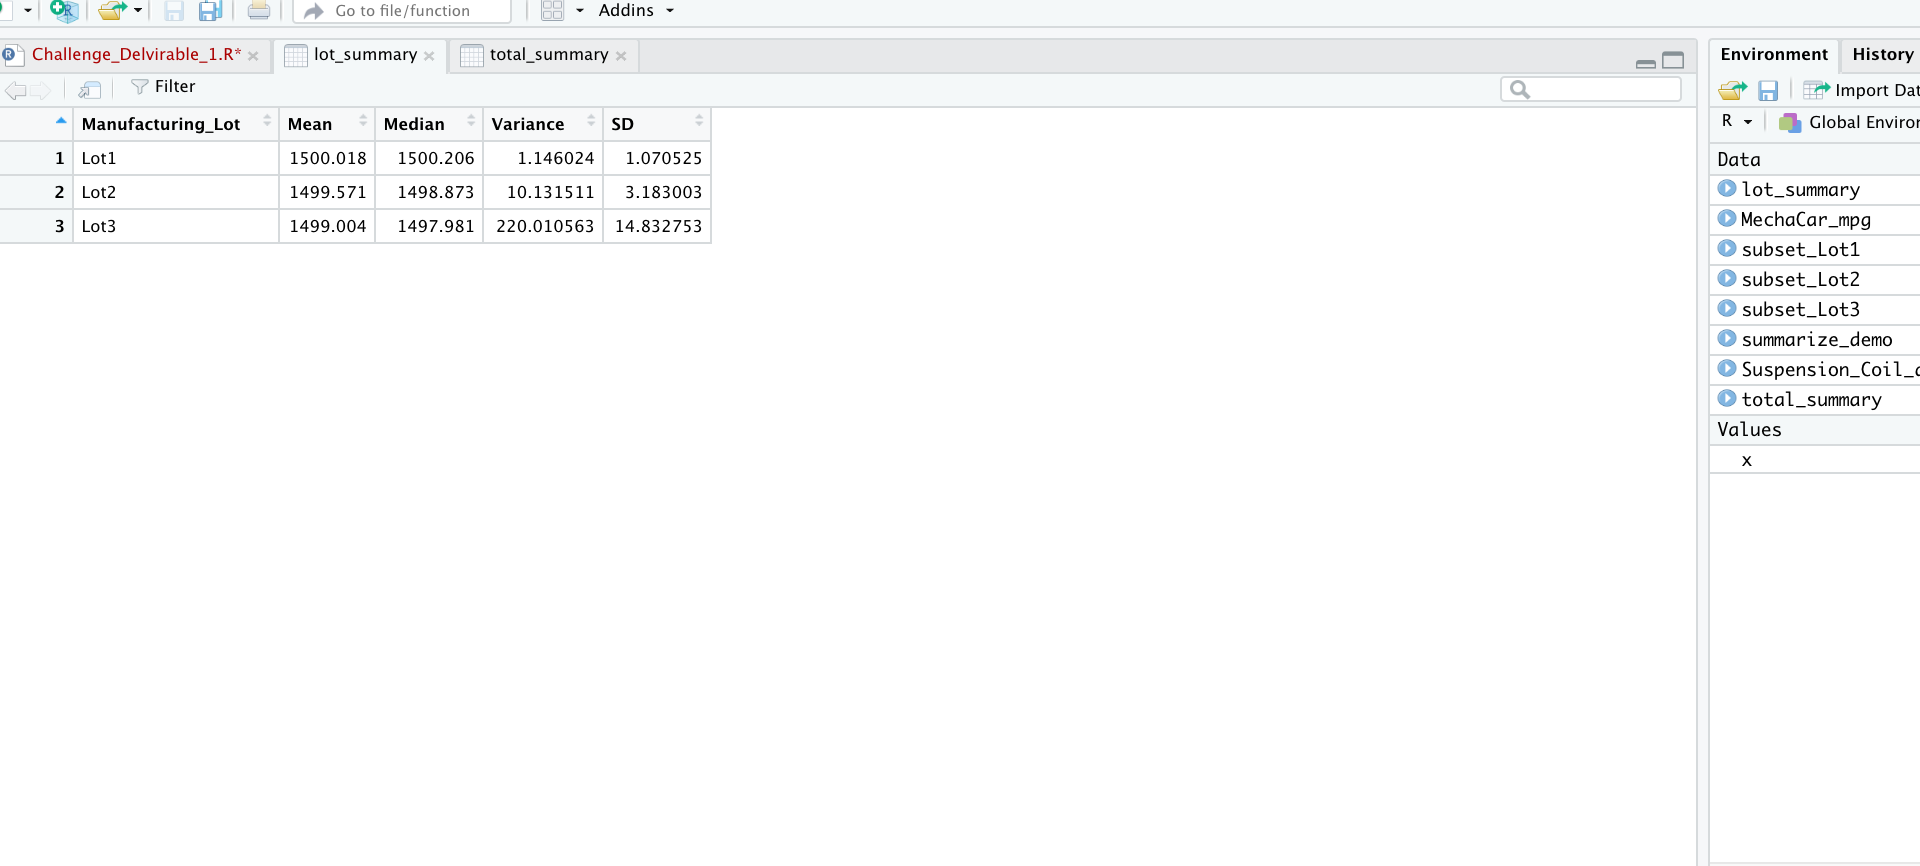 Go to file/function
Addins
Challenge_Delvirable_1.R*
lot_summary
total_summary
Filter
Manufacturing_Lot Mean Median Variance SD
1 Lot1 1500.018 1500.206 1.146024 1.070525
2 Lot2 1499.571 1498.873 10.131511 3.183003
3 Lot3 1499.004 1497.981 220.010563 14.832753
Environment History
Import Dat
R Global Enviror
Data
lot_summary
MechaCar_mpg
subset_Lot1
subset_Lot2
subset_Lot3
summarize_demo
Suspension_Coil_
total_summary
Values
x